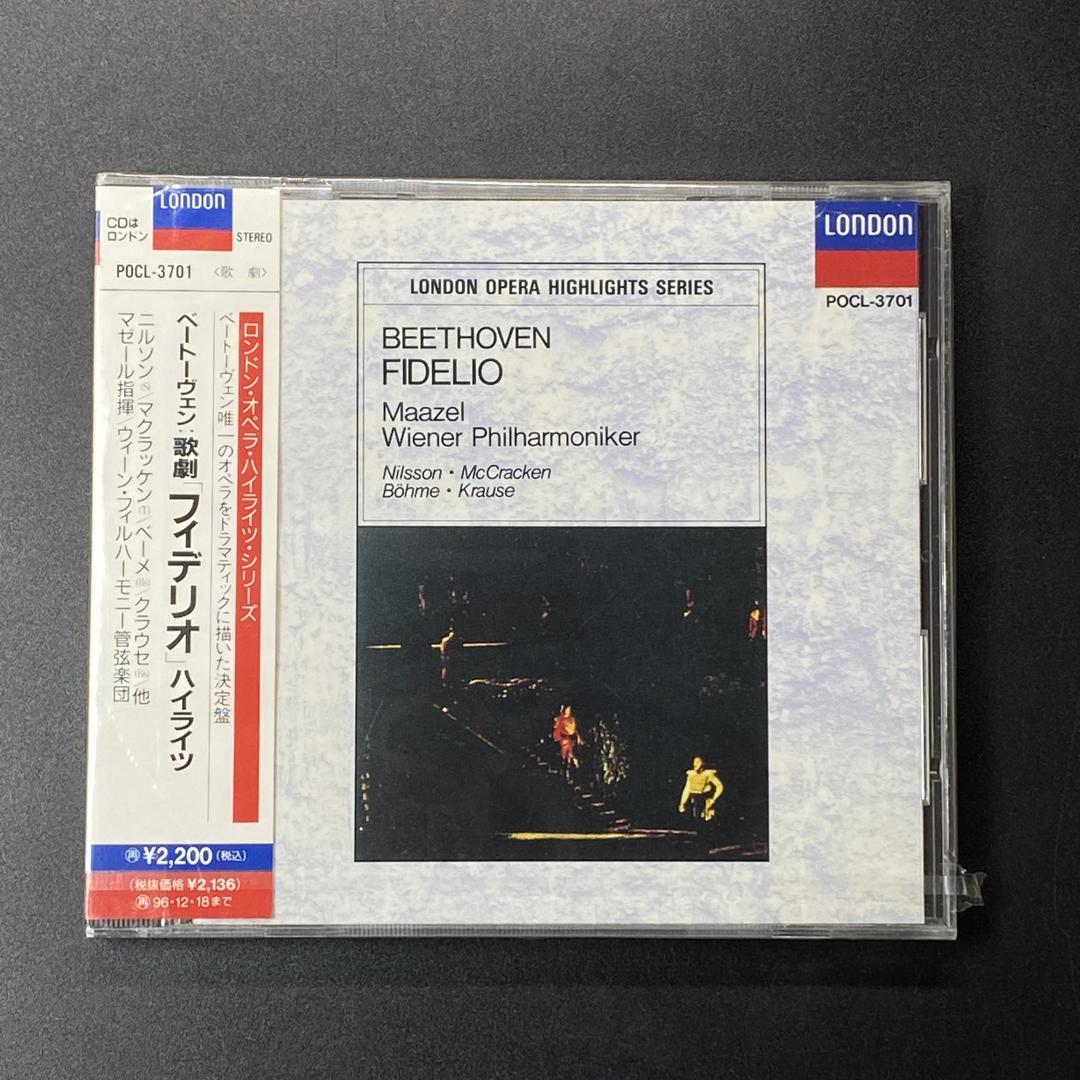 LONDON
CDは
ロンドン
STEREO
POCL-3701 〈歌 劇〉
ロンドン・オペラ・ハイライツ・シリーズ
ベートーヴェン唯一のオペラをドラマティックに描いた決定盤
ベートーヴェン:歌劇「フィデリオ」ハイライツ
ニルソン(S)/マクラッケン(T)/ベーメ(Bs)/クラウセ(Bs)/他
マゼール指揮/ウィーン・フィルハーモニー管弦楽団
再 ¥2,200(税込)
(税抜価格 ¥2,136)
再 96・12・18まで
LONDON
POCL-3701
LONDON OPERA HIGHLIGHTS SERIES
BEETHOVEN
FIDELIO
Maazel
Wiener Philharmoniker
Nilsson・McCracken
Böhme・Krause